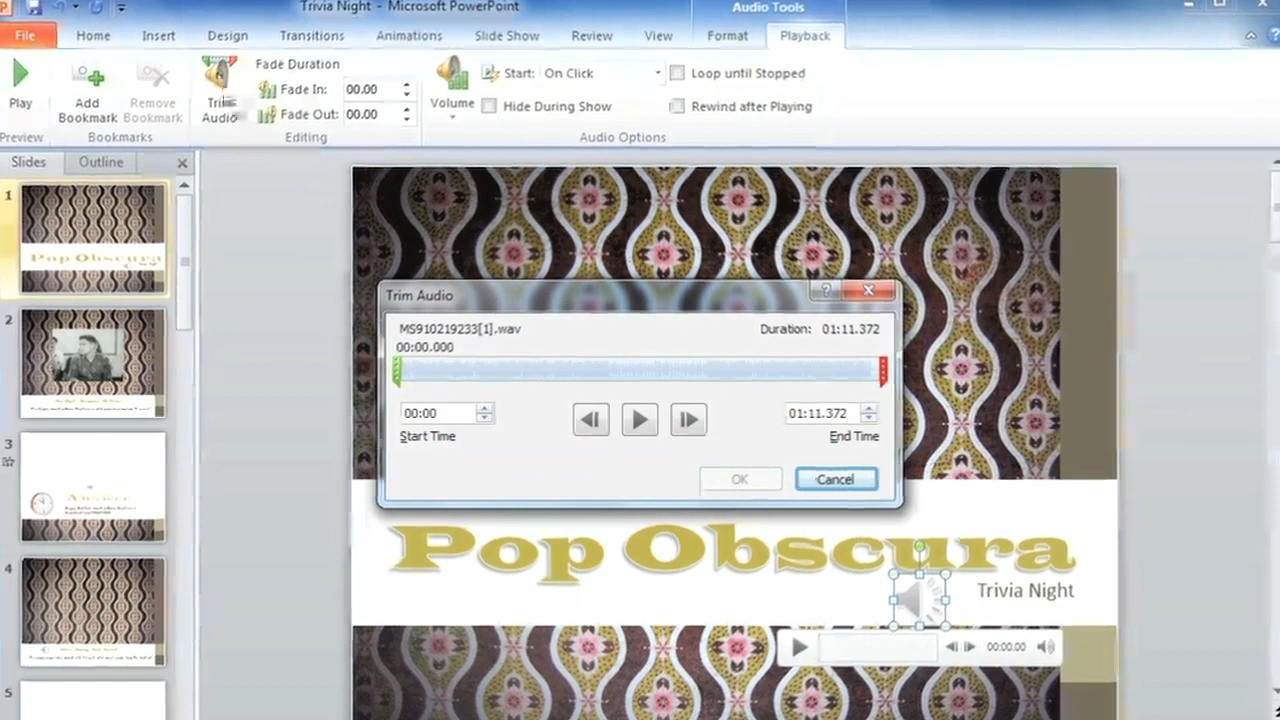 Trivia Night - Microsoft PowerPoint
Audio Tools
File Home Insert Design Transitions Animations Slide Show Review View Format Playback
Play
Preview
Add Bookmark
Remove Bookmark
Bookmarks
Trim Audio
Fade Duration
Fade In: 00.00
Fade Out: 00.00
Editing
Volume
Start: On Click
Hide During Show
Loop until Stopped
Rewind after Playing
Audio Options
Slides Outline
1
Pop Obscura
2
3
Answer
4
5
Trim Audio
MS910219233[1].wav Duration: 01:11.372
00:00.000
00:00 01:11.372
Start Time End Time
OK Cancel
Pop Obscura
Trivia Night
00:00.00